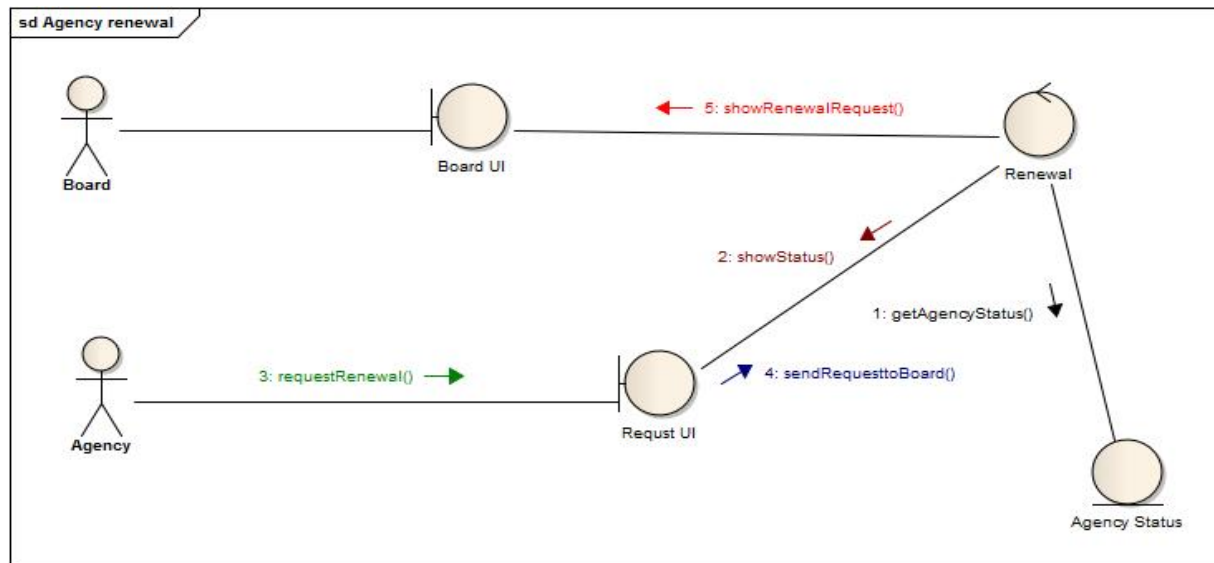 sd Agency renewal
5: showRenewalRequest()
Board UI
Renewal
Board
2: showStatus()
1: getAgencyStatus()
3: requestRenewal()
4: sendRequesttoBoard()
Requst UI
Agency
Agency Status